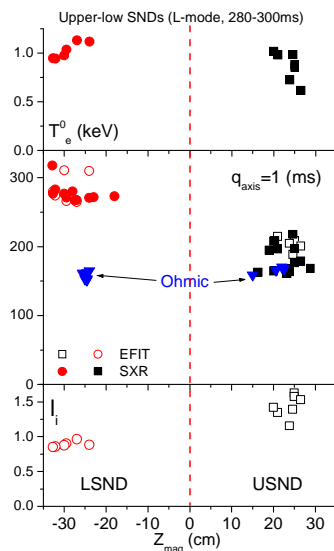 Upper-low SNDs (L-mode, 280-300ms)
1.0
0.5
0.0
T_e^0 (keV)
300
200
100
0
q_axis=1 (ms)
Ohmic
EFIT
SXR
1.5
1.0
0.5
0.0
l_i
LSND
USND
-30 -20 -10 0 10 20 30
Z_mag (cm)